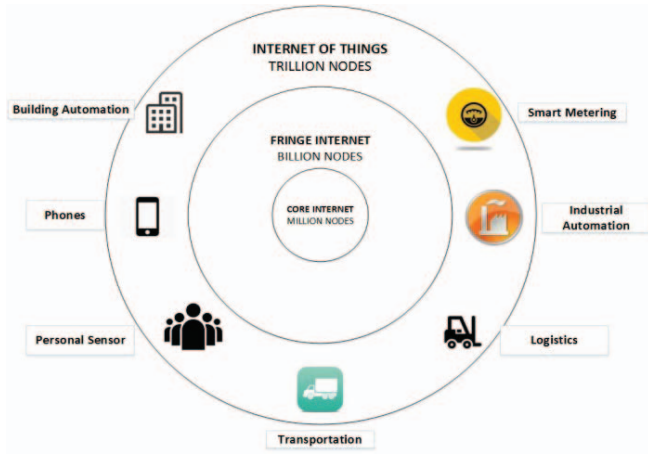 INTERNET OF THINGS
TRILLION NODES
Building Automation
Smart Metering
FRINGE INTERNET
BILLION NODES
CORE INTERNET
MILLION NODES
Phones
Industrial
Automation
Personal Sensor
Logistics
Transportation